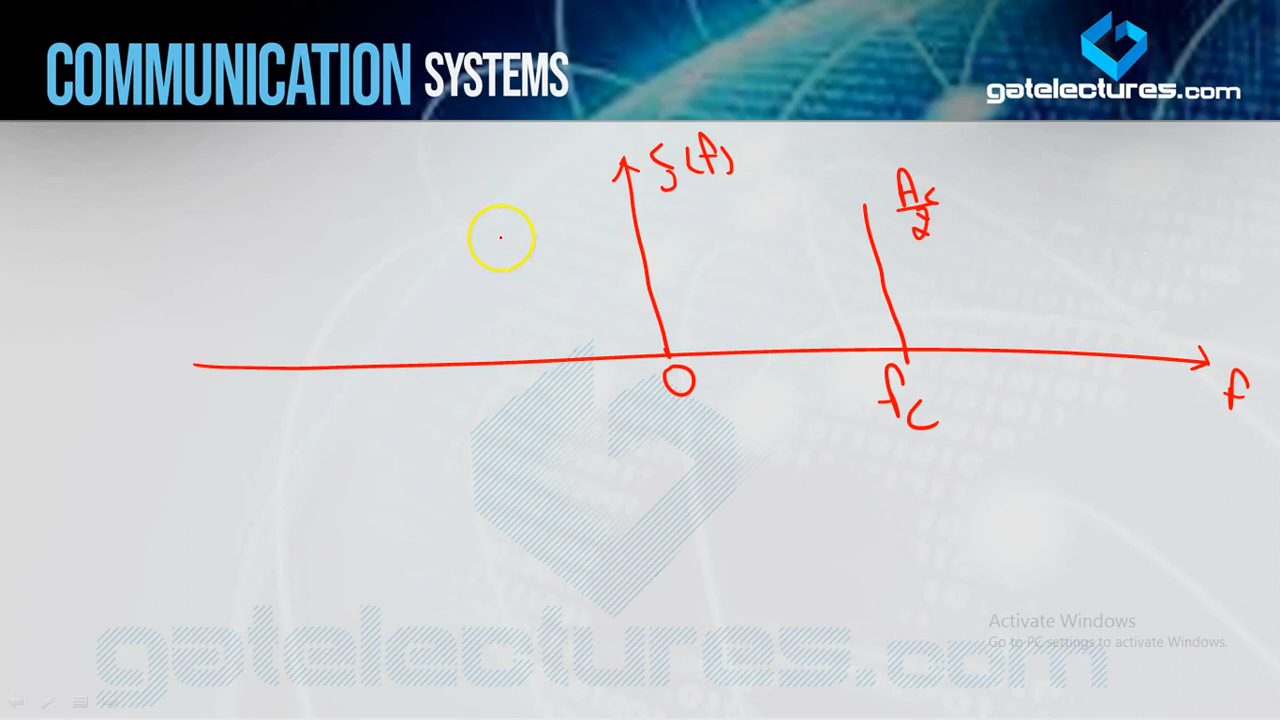 COMMUNICATION SYSTEMS
gatelectures.com
S(f)
Ac/2
0
fc
f
gatelectures.com
Activate Windows
Go to PC settings to activate Windows.